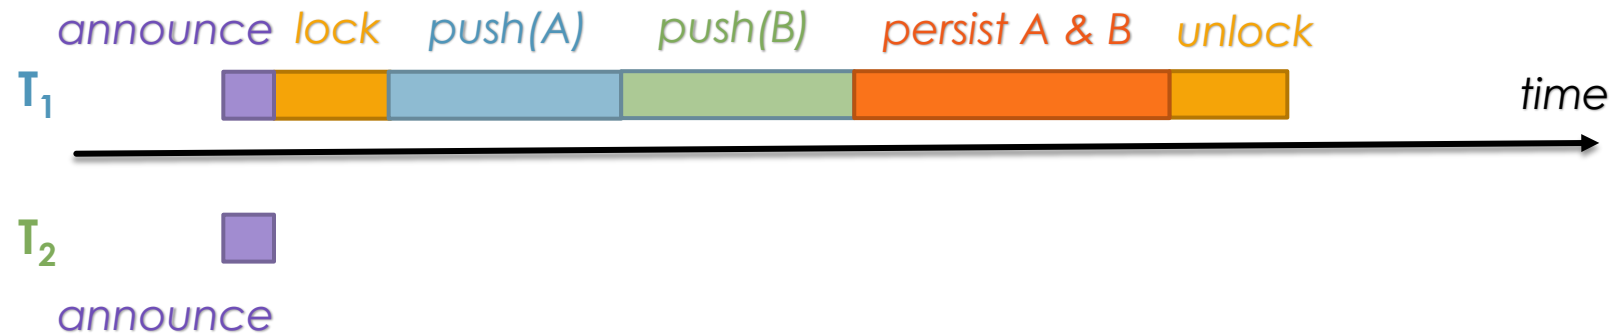 announce lock push(A) push(B) persist A & B unlock
T₁
time
T₂
announce